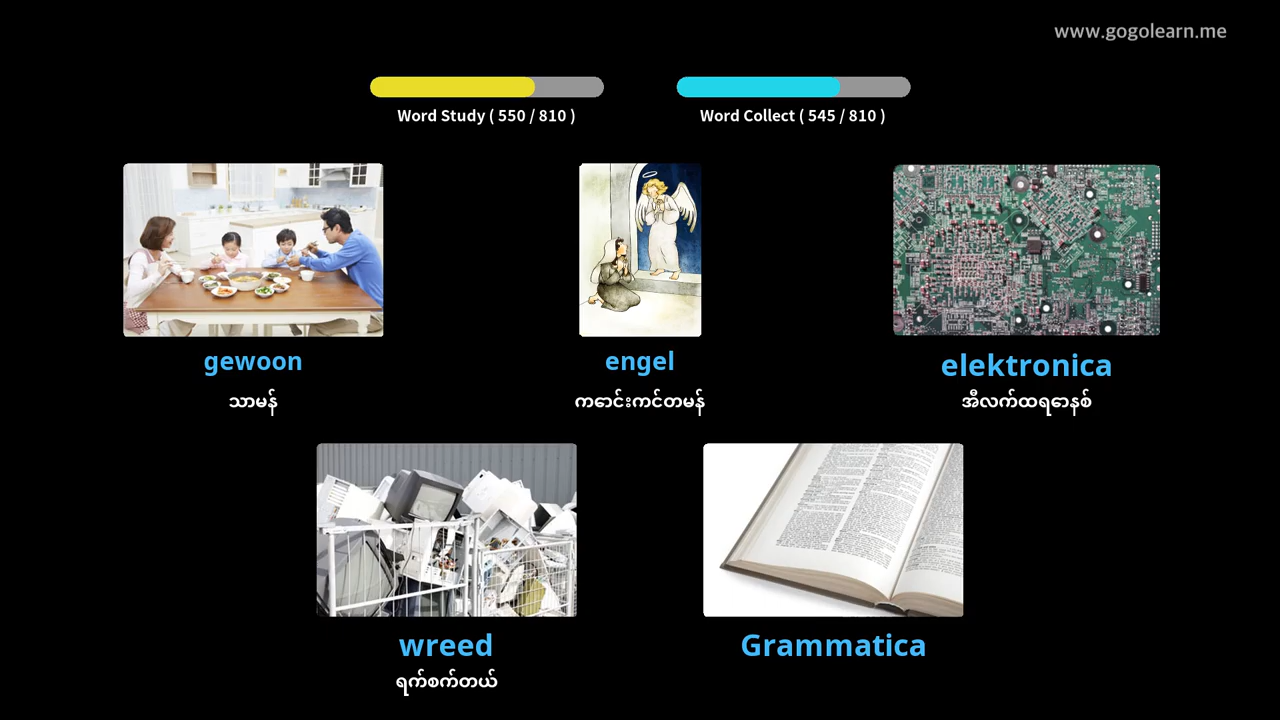 www.gogolearn.me
Word Study ( 550 / 810 )
Word Collect ( 545 / 810 )
gewoon
engel
elektronica
သာမန်
ကောင်းကင်တမန်
အီလက်ထရောနစ်
wreed
Grammatica
ရက်စက်တယ်